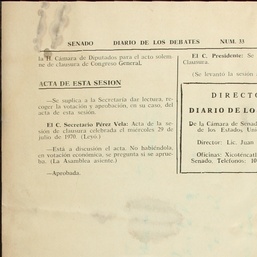 SENADO DIARIO DE LOS DEBATES NUM. 33
la H. Cámara de Diputados para el acto solem-
ne de clausura de Congreso General.
ACTA DE ESTA SESION
—Se suplica a la Secretaría dar lectura, re-
coger la votación y aprobación, en su caso, del
acta de esta sesión.
El C. Secretario Pérez Vela: Acta de la se-
sión de clausura celebrada el miércoles 29 de
julio de 1970. (Leyó.)
—Está a discusión el acta. No habiéndola,
en votación económica, se pregunta si se aprue-
ba. (La Asamblea asiente.)
—Aprobada.
El C. Presidente: Se
Clausura.
(Se levantó la sesión
DIRECTO
DIARIO DE LO
De la Cámara de Senad
de los Estados Uni
Director: Lic. Juan
Oficinas: Xicoténcatl
Senado, Teléfonos: 10